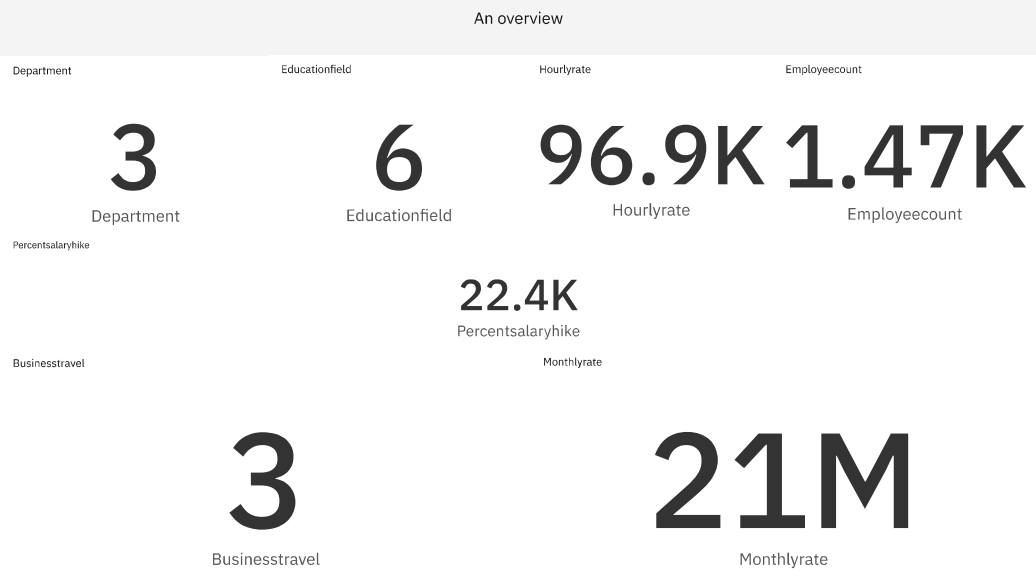 An overview
Department
Educationfield
Hourlyrate
Employeecount
3
6
96.9K
1.47K
Department
Educationfield
Hourlyrate
Employeecount
Percentsalaryhike
22.4K
Percentsalaryhike
Businesstravel
Monthlyrate
3
21M
Businesstravel
Monthlyrate